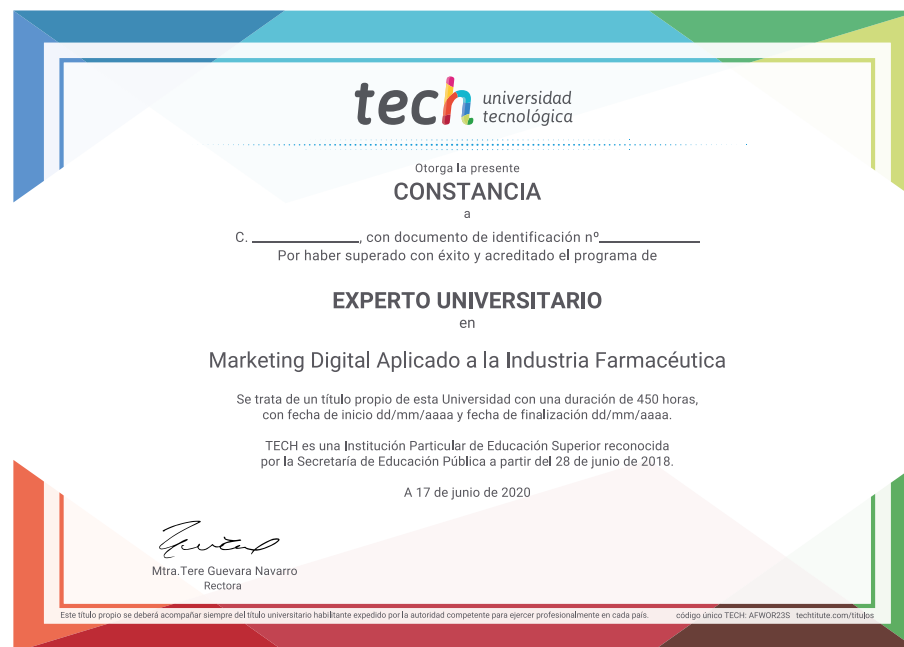 tech universidad
tecnológica
Otorga la presente
CONSTANCIA
a
C. ____________, con documento de identificación nº____________
Por haber superado con éxito y acreditado el programa de
EXPERTO UNIVERSITARIO
en
Marketing Digital Aplicado a la Industria Farmacéutica
Se trata de un título propio de esta Universidad con una duración de 450 horas,
con fecha de inicio dd/mm/aaaa y fecha de finalización dd/mm/aaaa.
TECH es una Institución Particular de Educación Superior reconocida
por la Secretaría de Educación Pública a partir del 28 de junio de 2018.
A 17 de junio de 2020
Mtra.Tere Guevara Navarro
Rectora
Este título propio se deberá acompañar siempre del título universitario habilitante expedido por la autoridad competente para ejercer profesionalmente en cada país. código único TECH: AFWOR23S techtitute.com/titulos